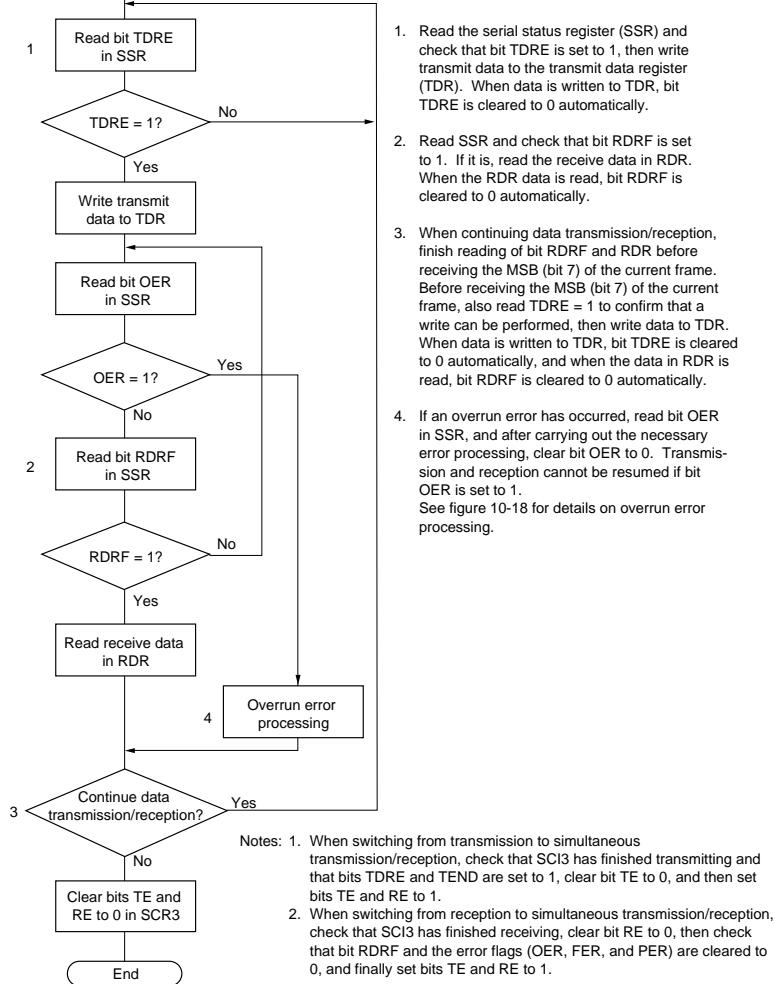 1
Read bit TDRE
in SSR
TDRE = 1?
No
Yes
Write transmit
data to TDR
Read bit OER
in SSR
OER = 1?
Yes
No
2
Read bit RDRF
in SSR
RDRF = 1?
No
Yes
Read receive data
in RDR
4
Overrun error
processing
3
Continue data
transmission/reception?
Yes
No
Clear bits TE and
RE to 0 in SCR3
End
1. Read the serial status register (SSR) and
check that bit TDRE is set to 1, then write
transmit data to the transmit data register
(TDR). When data is written to TDR, bit
TDRE is cleared to 0 automatically.
2. Read SSR and check that bit RDRF is set
to 1. If it is, read the receive data in RDR.
When the RDR data is read, bit RDRF is
cleared to 0 automatically.
3. When continuing data transmission/reception,
finish reading of bit RDRF and RDR before
receiving the MSB (bit 7) of the current frame.
Before receiving the MSB (bit 7) of the current
frame, also read TDRE = 1 to confirm that a
write can be performed, then write data to TDR.
When data is written to TDR, bit TDRE is cleared
to 0 automatically, and when the data in RDR is
read, bit RDRF is cleared to 0 automatically.
4. If an overrun error has occurred, read bit OER
in SSR, and after carrying out the necessary
error processing, clear bit OER to 0. Transmis-
sion and reception cannot be resumed if bit
OER is set to 1.
See figure 10-18 for details on overrun error
processing.
Notes: 1. When switching from transmission to simultaneous
transmission/reception, check that SCI3 has finished transmitting and
that bits TDRE and TEND are set to 1, clear bit TE to 0, and then set
bits TE and RE to 1.
2. When switching from reception to simultaneous transmission/reception,
check that SCI3 has finished receiving, clear bit RE to 0, then check
that bit RDRF and the error flags (OER, FER, and PER) are cleared to
0, and finally set bits TE and RE to 1.